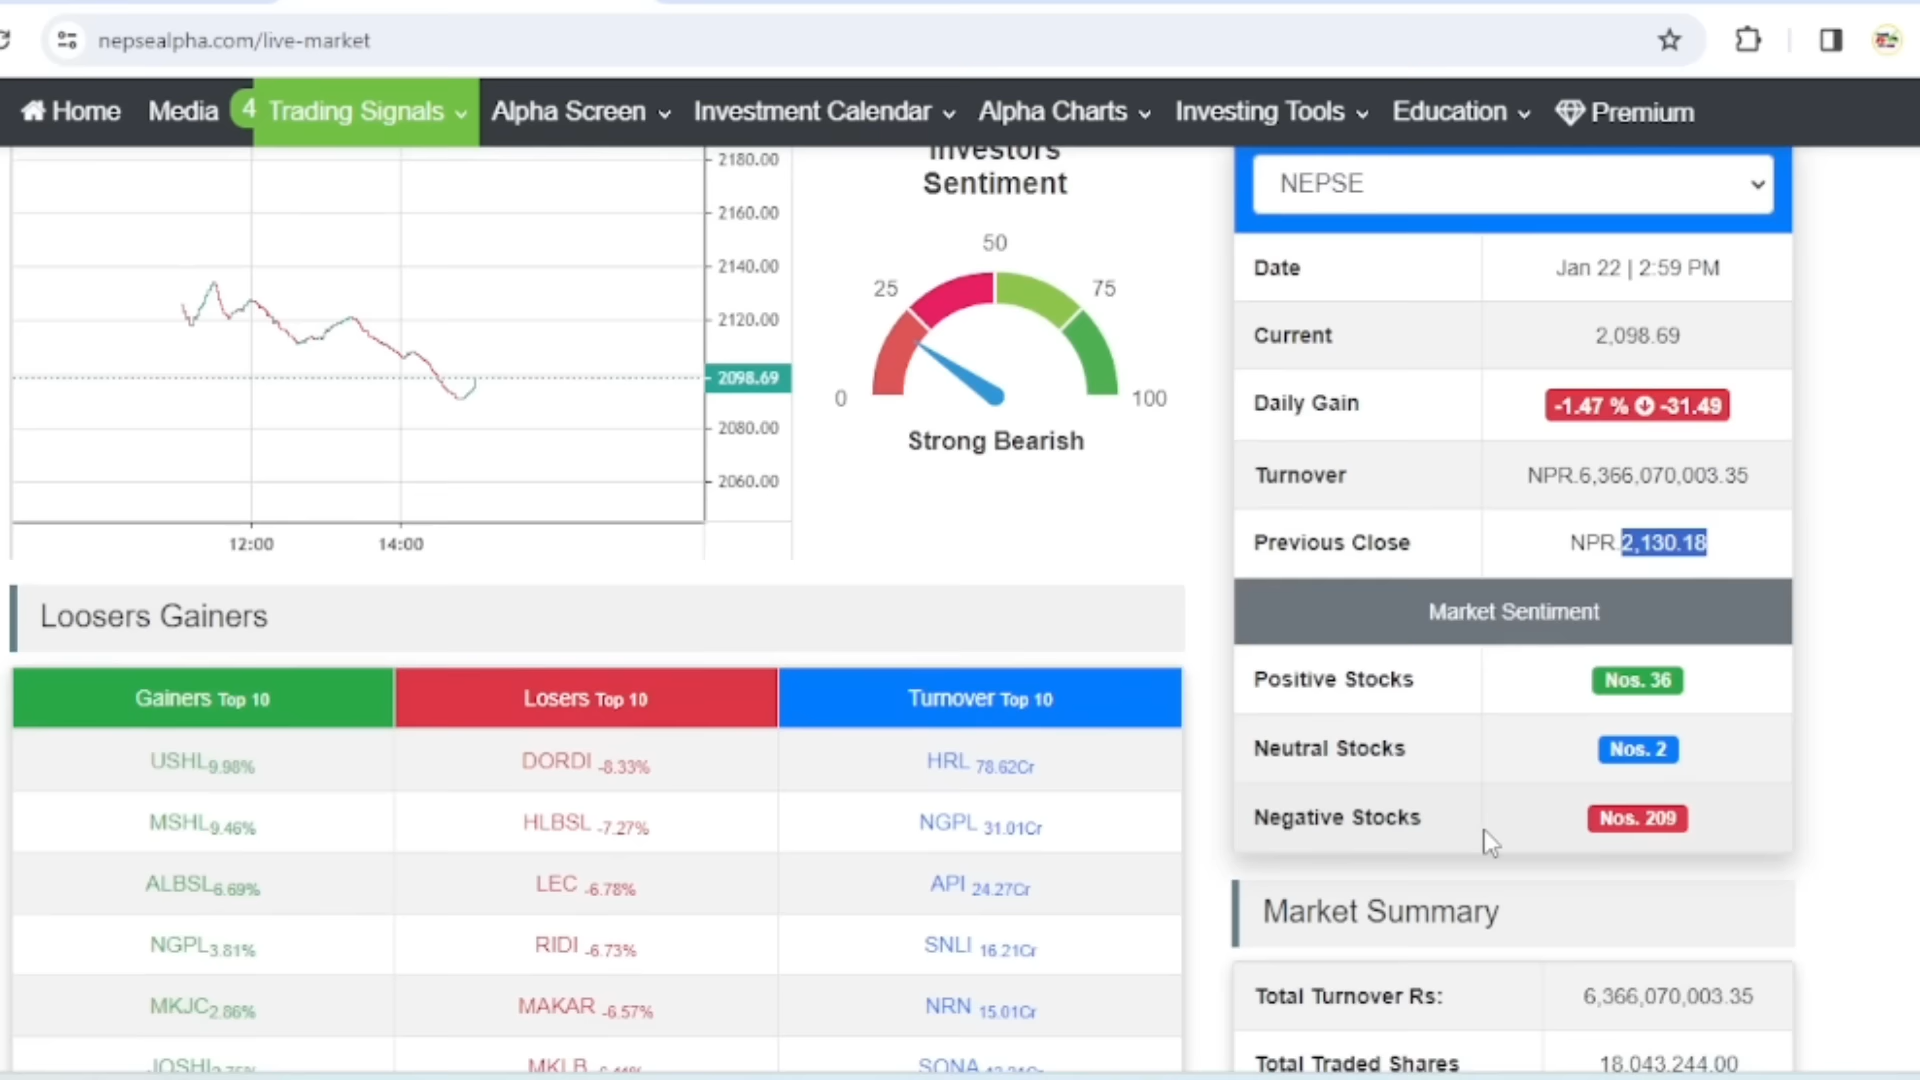 nepsealpha.com/live-market
Home Media 4 Trading Signals Alpha Screen Investment Calendar Alpha Charts Investing Tools Education Premium
2180.00
2160.00
2140.00
2120.00
2098.69
2080.00
2060.00
12:00 14:00
Investors
Sentiment
0 25 50 75 100
Strong Bearish
NEPSE
Date Jan 22 | 2:59 PM
Current 2,098.69
Daily Gain -1.47 % -31.49
Turnover NPR.6,366,070,003.35
Previous Close NPR.2,130.18
Market Sentiment
Positive Stocks Nos. 36
Neutral Stocks Nos. 2
Negative Stocks Nos. 209
Loosers Gainers
Gainers Top 10 Losers Top 10 Turnover Top 10
USHL 9.98% DORDI -8.33% HRL 78.62Cr
MSHL 9.46% HLBSL -7.27% NGPL 31.01Cr
ALBSL 6.69% LEC -6.78% API 24.27Cr
NGPL 3.81% RIDI -6.73% SNLI 16.21Cr
MKJC 2.86% MAKAR -6.57% NRN 15.01Cr
JOSHI MKLB SONA
Market Summary
Total Turnover Rs: 6,366,070,003.35
Total Traded Shares 18,043,244.00